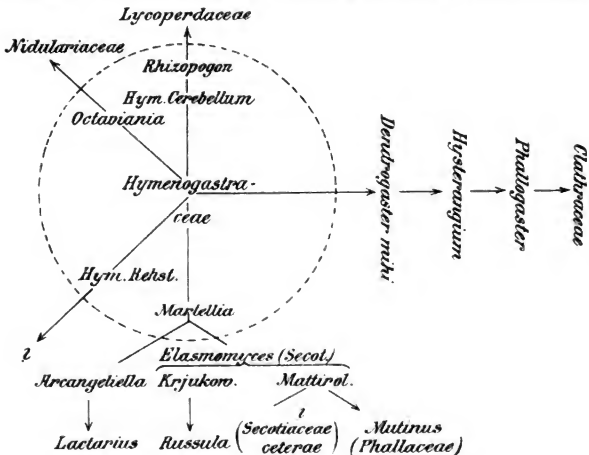 Lycoperdaceae
Nidulariaceae
Rhizopogon
Hym. Cerebellum
Octaviania
Hymenogastra-
ceae
Dendrogaster mihi
Hysterangium
Phallogaster
Clathraceae
Hym. Rehst.
Martellia
?
Elasmomyces (Secot.)
Arcangeliella Krjukow. Mattirol.
?
Lactarius Russula (Secotiaceae Mutinus
ceterae) (Phallaceae)